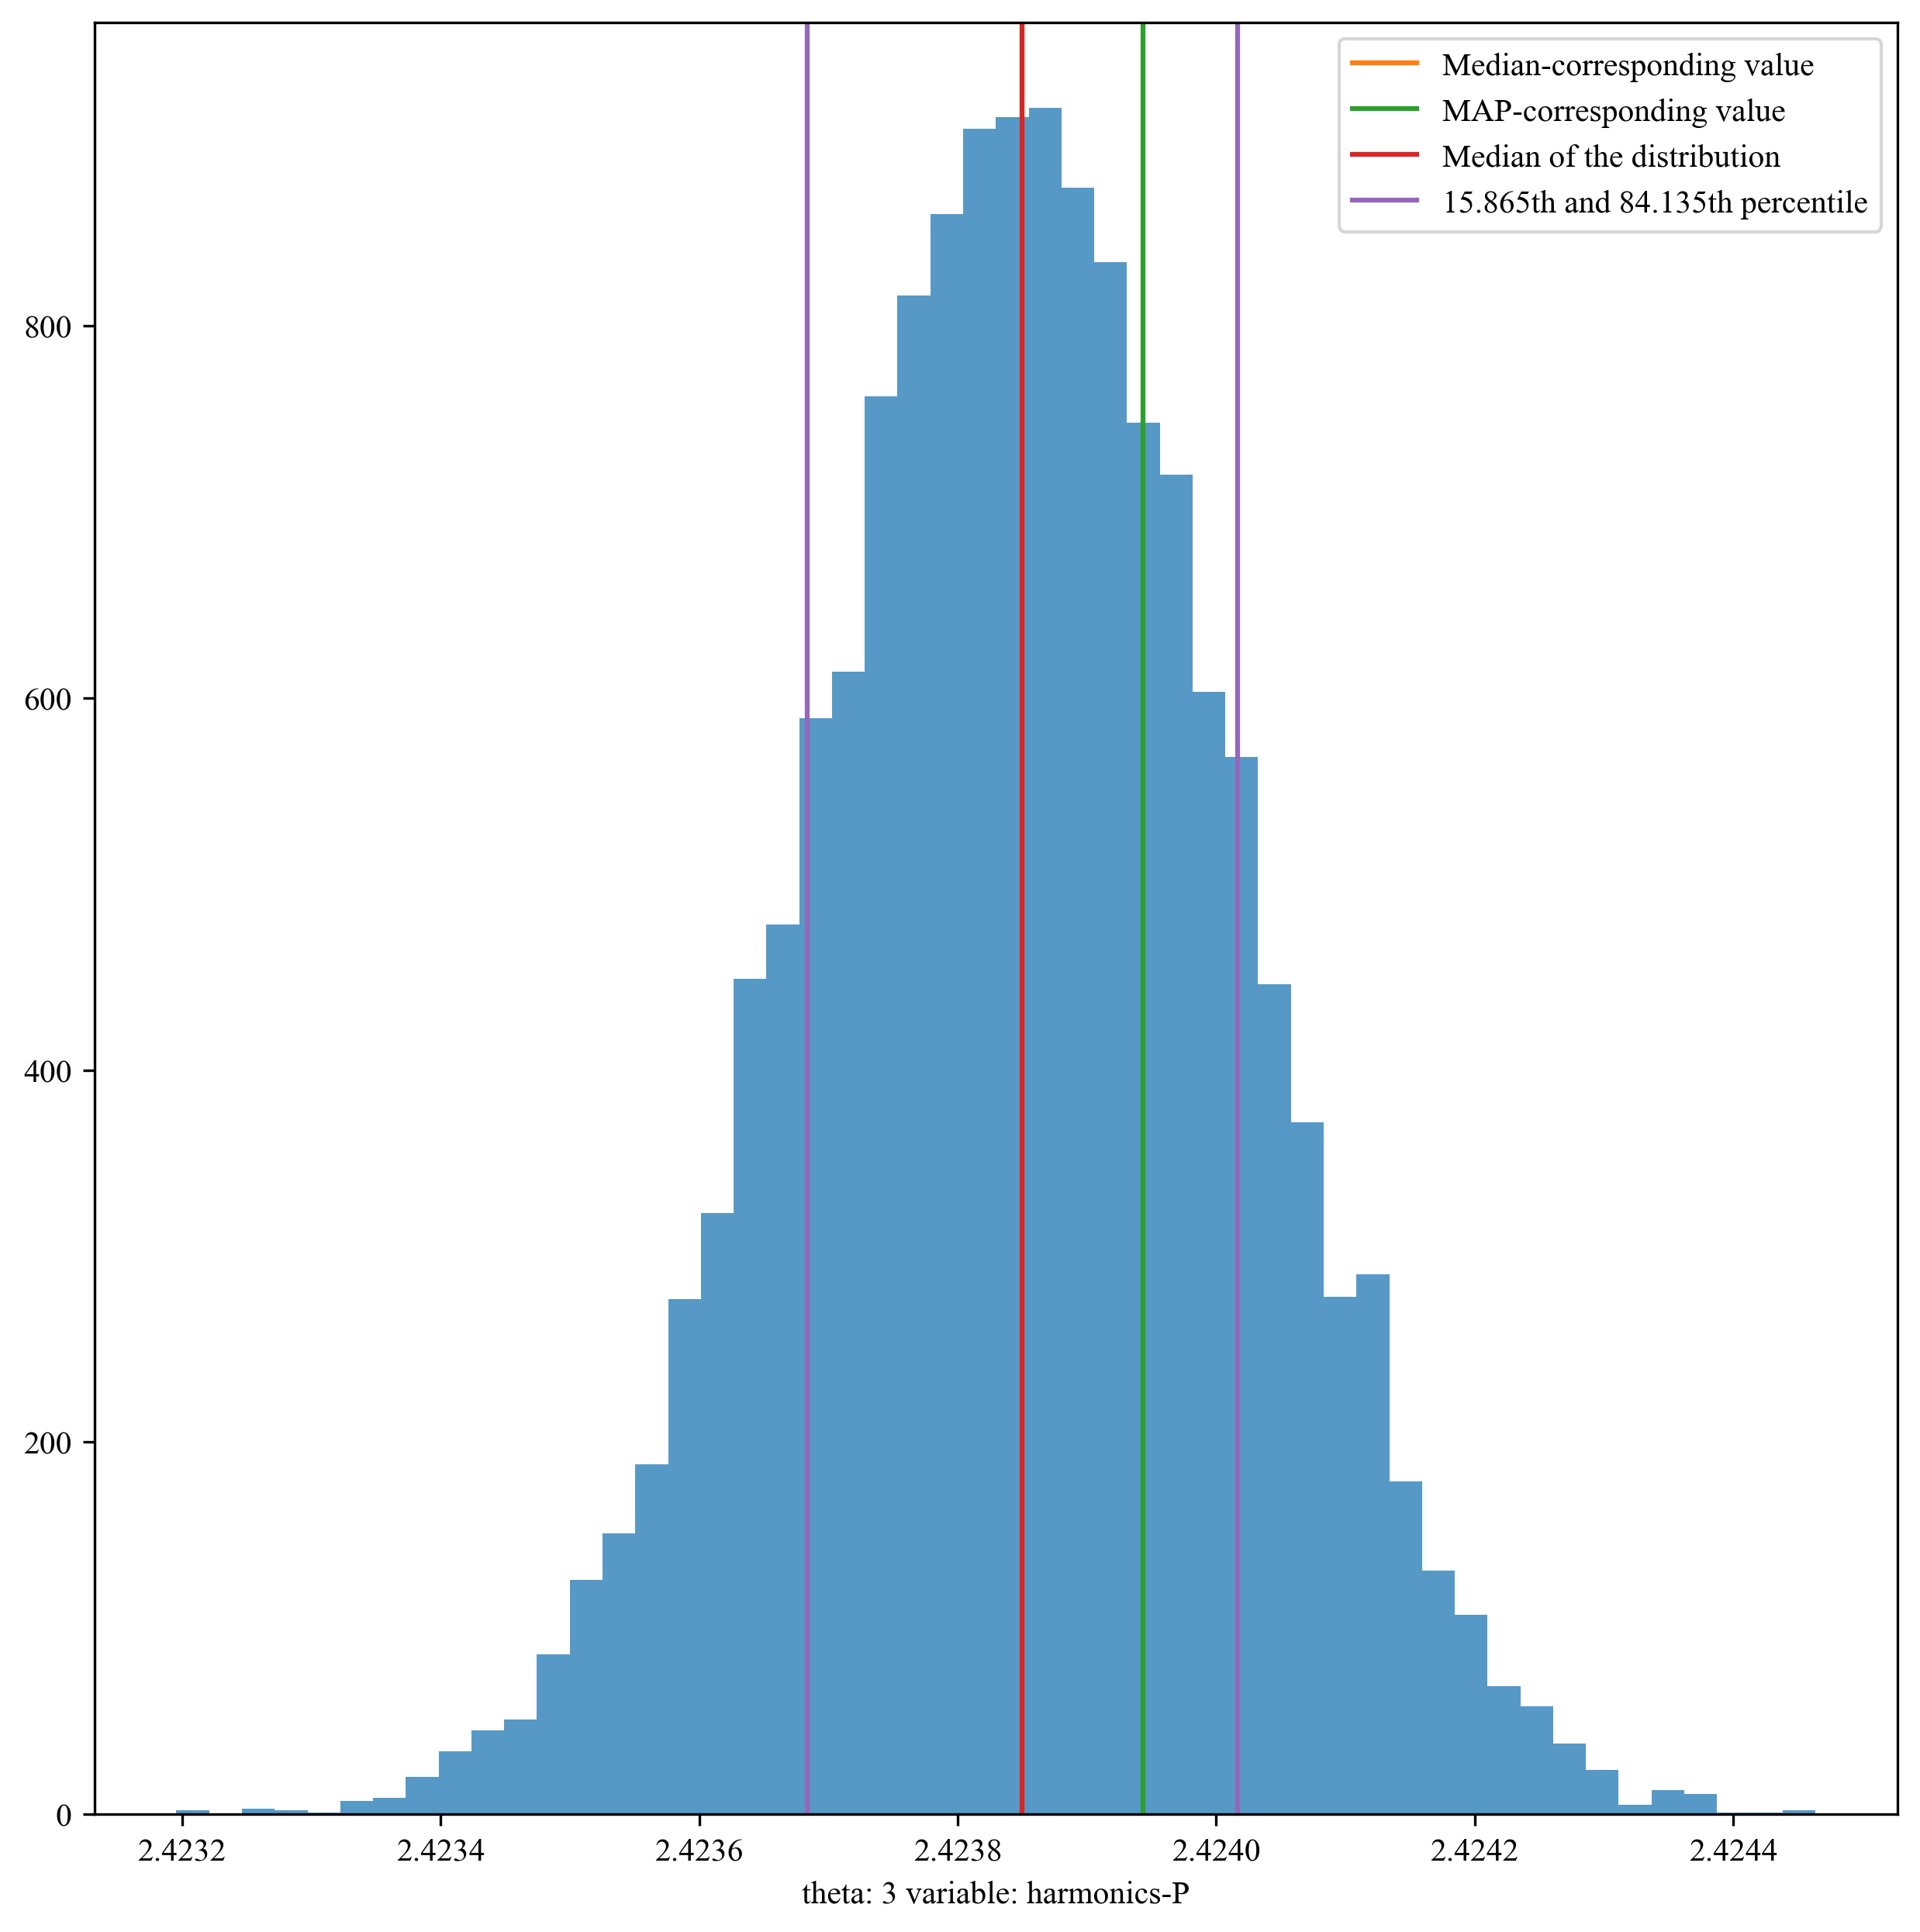 Median-corresponding value
MAP-corresponding value
Median of the distribution
15.865th and 84.135th percentile
800
600
400
200
0
2.4232 2.4234 2.4236 2.4238 2.4240 2.4242 2.4244
theta: 3 variable: harmonics-P